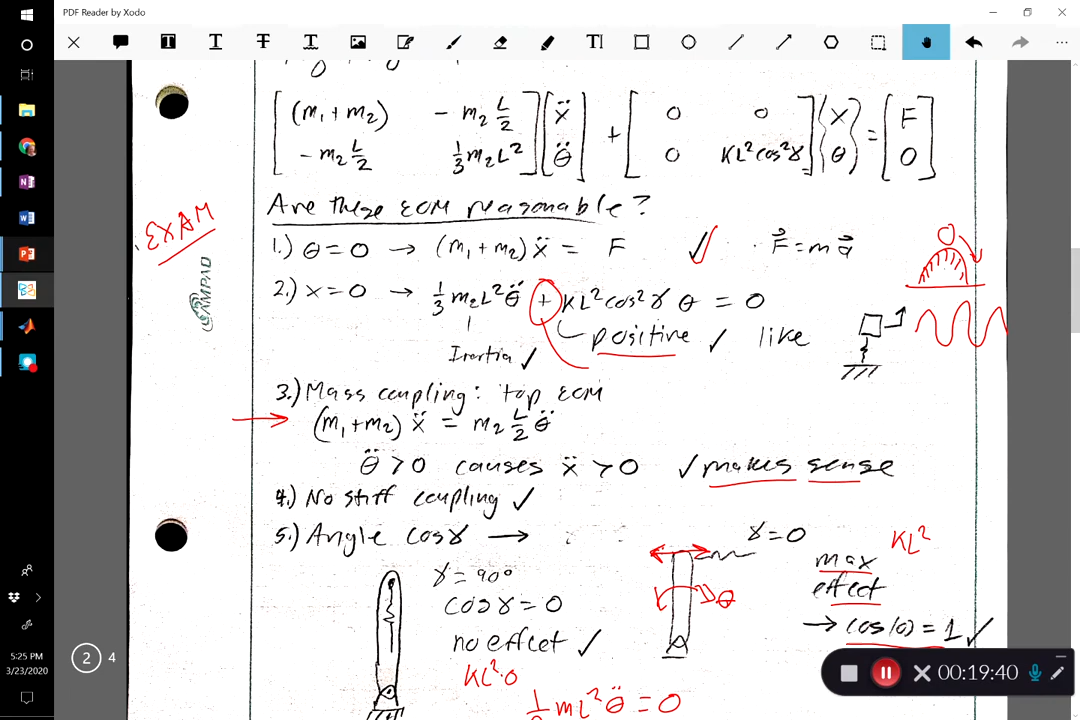 PDF Reader by Xodo
[(m₁ + m₂) - m₂ L/2; - m₂ L/2 1/3 m₂L²] [ẍ; θ̈] + [0 0; 0 KL²cos²γ] {x; θ} = [F; 0]
Are these EOM reasonable?
EXAM
1.) θ = 0 → (m₁ + m₂) ẍ = F ✓ F⃗ = m a⃗
2.) x = 0 → 1/3 m₂L²θ̈ + KL²cos²γ θ = 0
positive ✓ like
Inertia ✓
3.) Mass coupling: top EOM
→ (m₁+m₂) ẍ = m₂ L/2 θ̈
θ̈ > 0 causes ẍ > 0 ✓ makes sense
4.) No stiff coupling ✓
5.) Angle cosγ →
γ = 0
KL²
max
effect
→ cos(0) = 1 ✓
γ = 90°
cosγ = 0
no effect ✓
KL²·0
θ
mL²θ̈ = 0
AMPAD
5:25 PM
3/23/2020
2 4
00:19:40